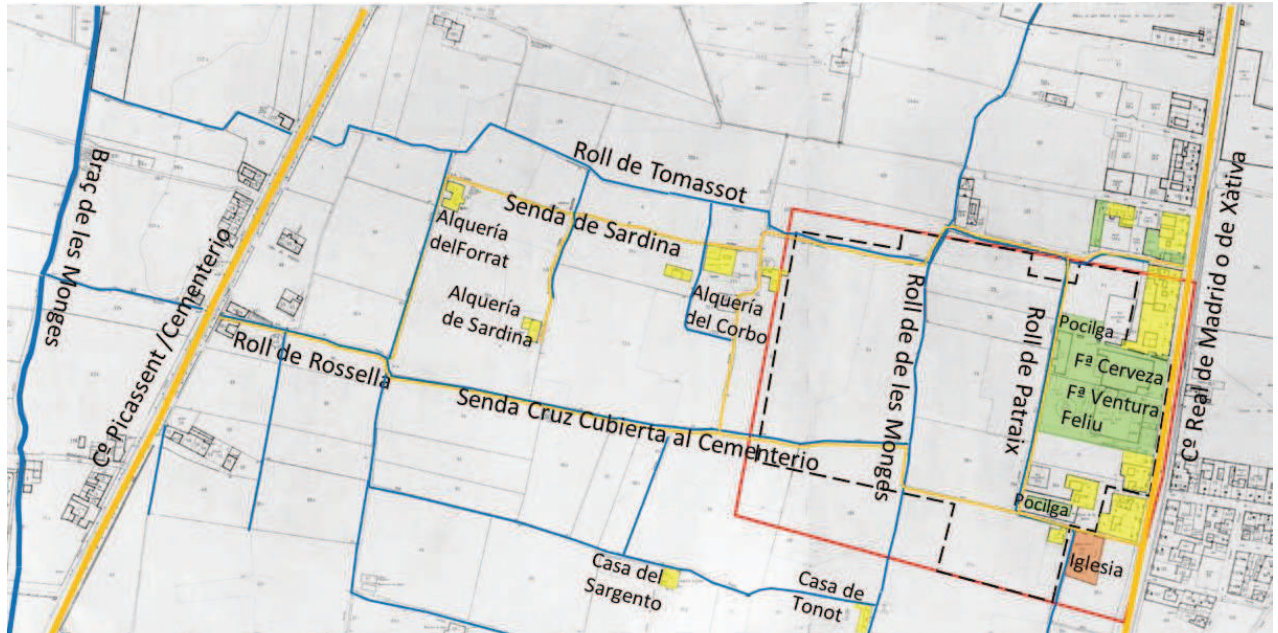 Braç de les Monges
Cº Picassent /Cementerio
Roll de Tomassot
Senda de Sardina
Alquería
delForrat
Alquería
de Sardina
Alquería
del Corbo
Roll de Rossella
Senda Cruz Cubierta al Cementerio
Roll de de les Monges
Roll de Patraix
Pocilga
Fª Cerveza
Fª Ventura
Feliu
Pocilga
Iglesia
Cº Real de Madrid o de Xàtiva
Casa del
Sargento
Casa de
Tonot